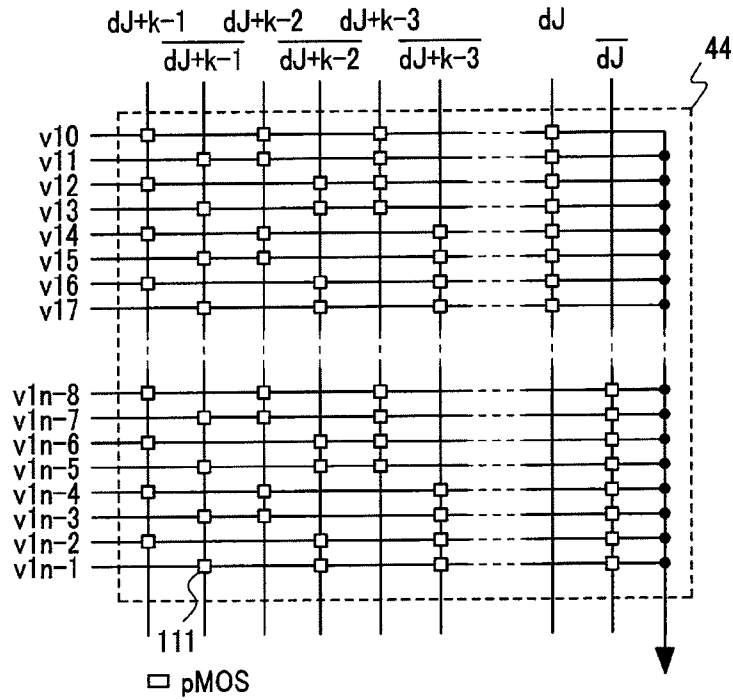 dJ+k-1 dJ+k-2 dJ+k-3 dJ
dJ+k-1 dJ+k-2 dJ+k-3 dJ
44
v10
v11
v12
v13
v14
v15
v16
v17
v1n-8
v1n-7
v1n-6
v1n-5
v1n-4
v1n-3
v1n-2
v1n-1
111
pMOS